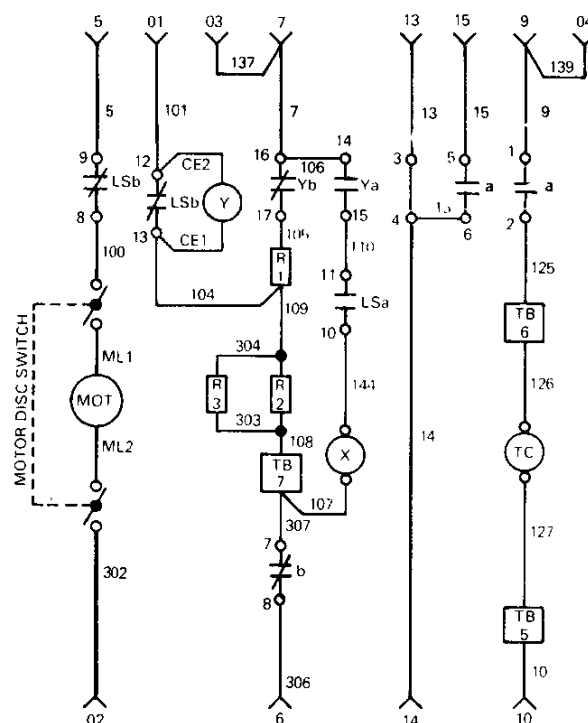 5 01 03 7 13 15 9 04
137 139
5 101 7 13 15 9
9 LSb 12 CE2 16 106 14 3 5 1
LSb Y Yb Ya a a
8 13 CE1 17 15 4 15 6 2
100 105 110 125
104 R 1 11 LSa TB 6
109 10
ML1 304 126
MOTOR DISC SWITCH
MOT R 3 R 2 144 14
ML2 303 108 X TC
TB 7 107
307 127
302 7 b
8 TB 5
306 10
02 6 14 10